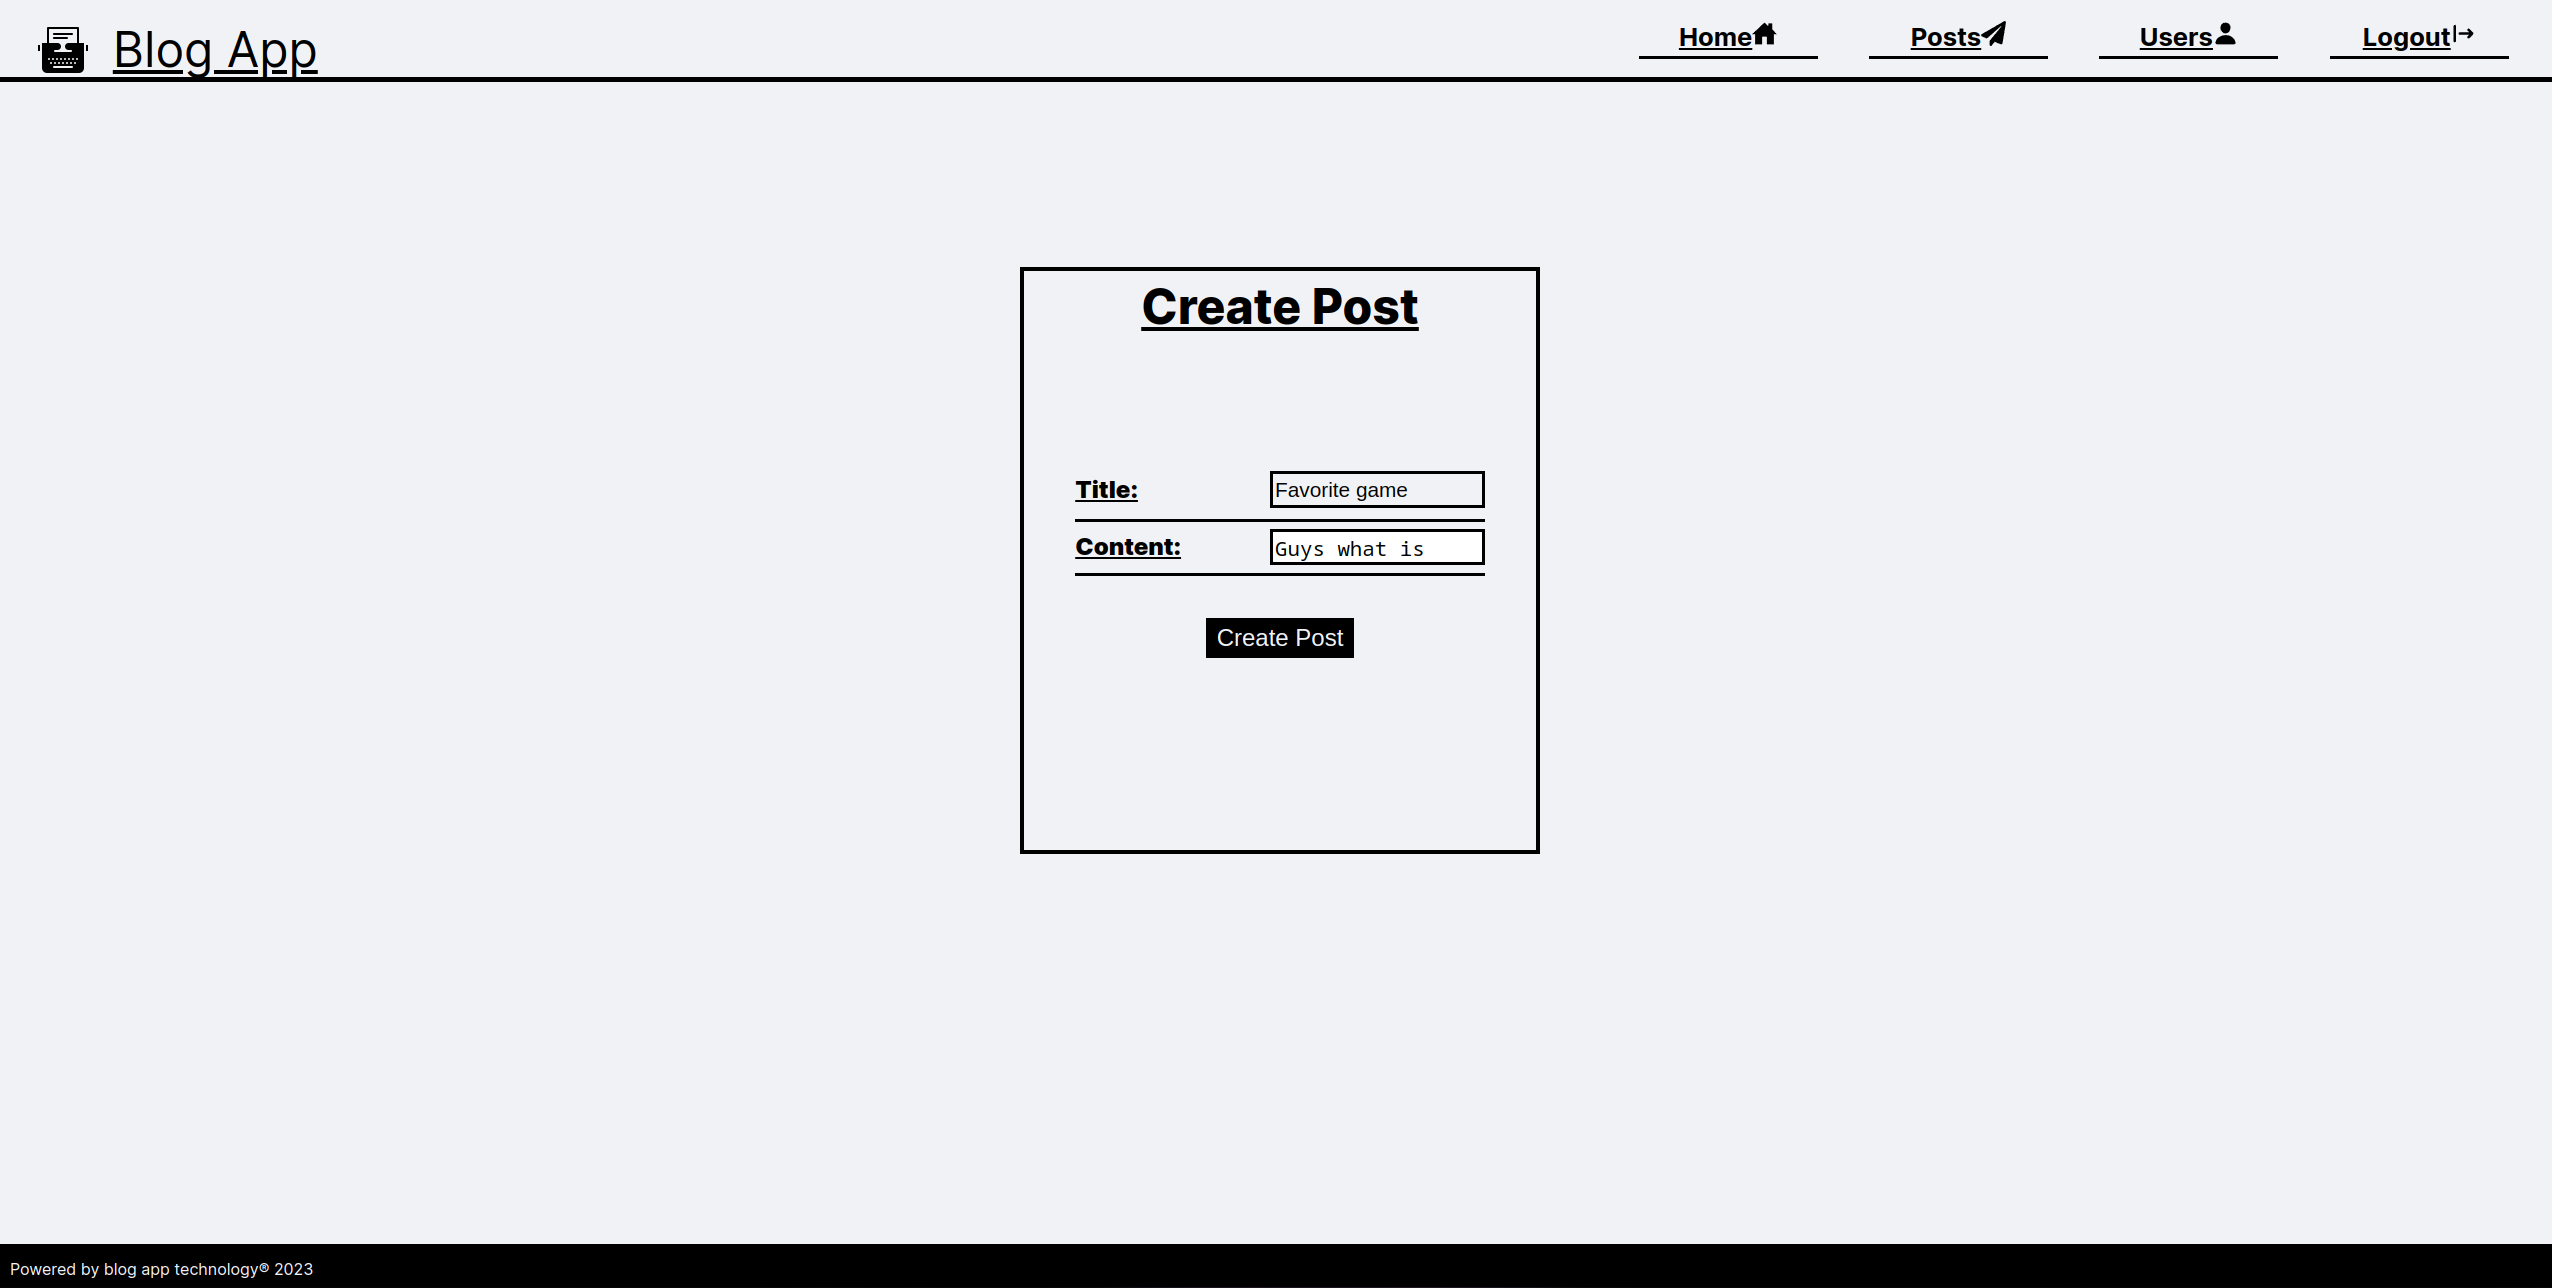 Blog App
Home
Posts
Users
Logout
Create Post
Title:
Favorite game
Content:
Guys what is
Create Post
Powered by blog app technology® 2023